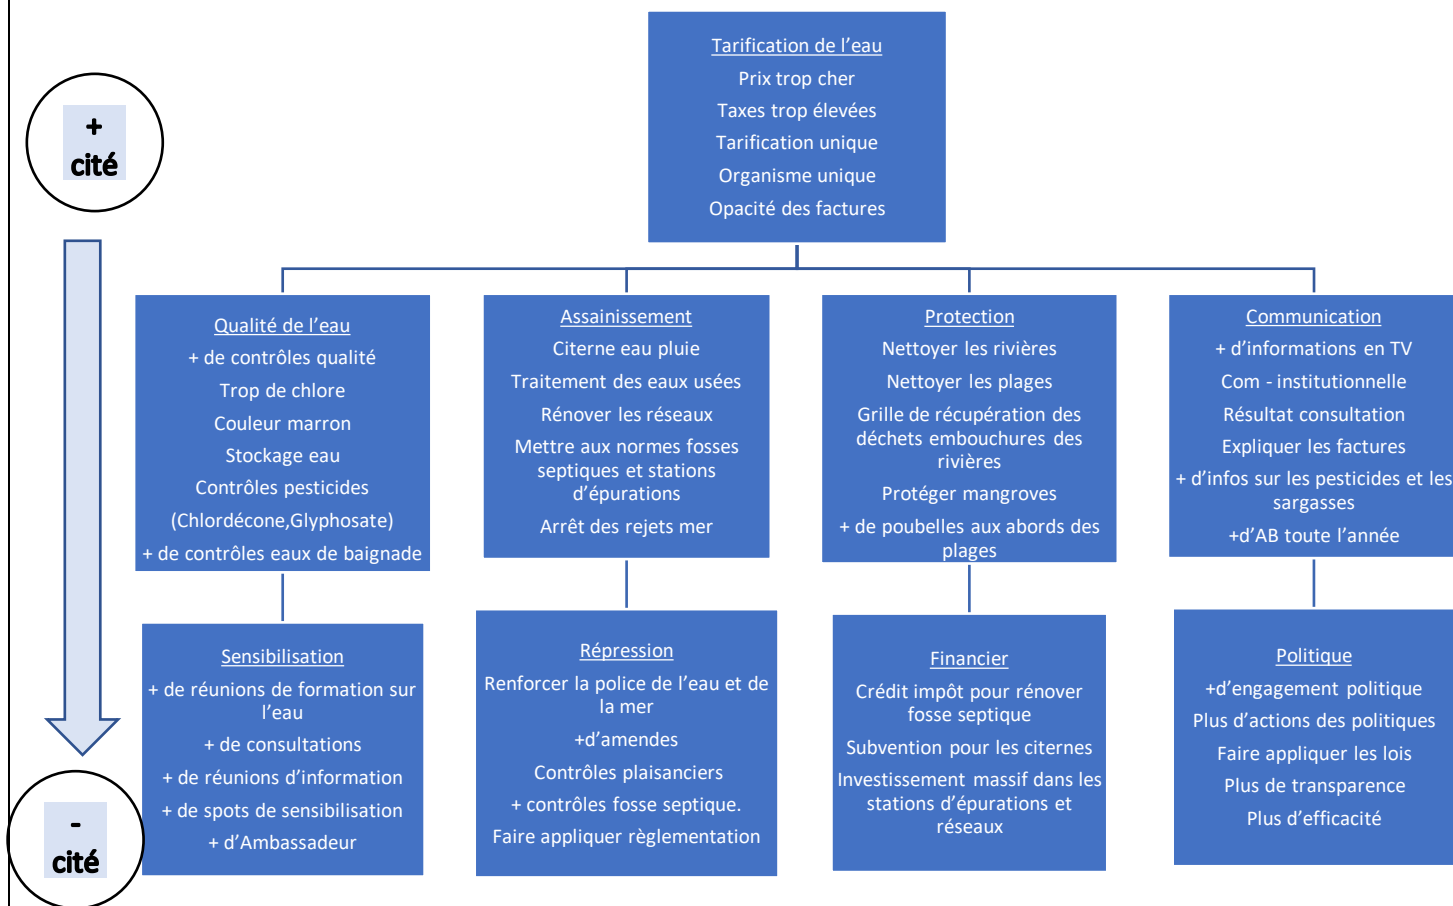 Tarification de l’eau
Prix trop cher
Taxes trop élevées
Tarification unique
Organisme unique
Opacité des factures
+
cité
Qualité de l’eau
+ de contrôles qualité
Trop de chlore
Couleur marron
Stockage eau
Contrôles pesticides
(Chlordécone,Glyphosate)
+ de contrôles eaux de baignade
Assainissement
Citerne eau pluie
Traitement des eaux usées
Rénover les réseaux
Mettre aux normes fosses
septiques et stations
d’épurations
Arrêt des rejets mer
Protection
Nettoyer les rivières
Nettoyer les plages
Grille de récupération des
déchets embouchures des
rivières
Protéger mangroves
+ de poubelles aux abords des
plages
Communication
+ d’informations en TV
Com - institutionnelle
Résultat consultation
Expliquer les factures
+ d’infos sur les pesticides et les
sargasses
+d’AB toute l’année
Sensibilisation
+ de réunions de formation sur
l’eau
+ de consultations
+ de réunions d’information
+ de spots de sensibilisation
+ d’Ambassadeur
Répression
Renforcer la police de l’eau et de
la mer
+d’amendes
Contrôles plaisanciers
+ contrôles fosse septique.
Faire appliquer règlementation
Financier
Crédit impôt pour rénover
fosse septique
Subvention pour les citernes
Investissement massif dans les
stations d’épurations et
réseaux
Politique
+d’engagement politique
Plus d’actions des politiques
Faire appliquer les lois
Plus de transparence
Plus d’efficacité
-
cité